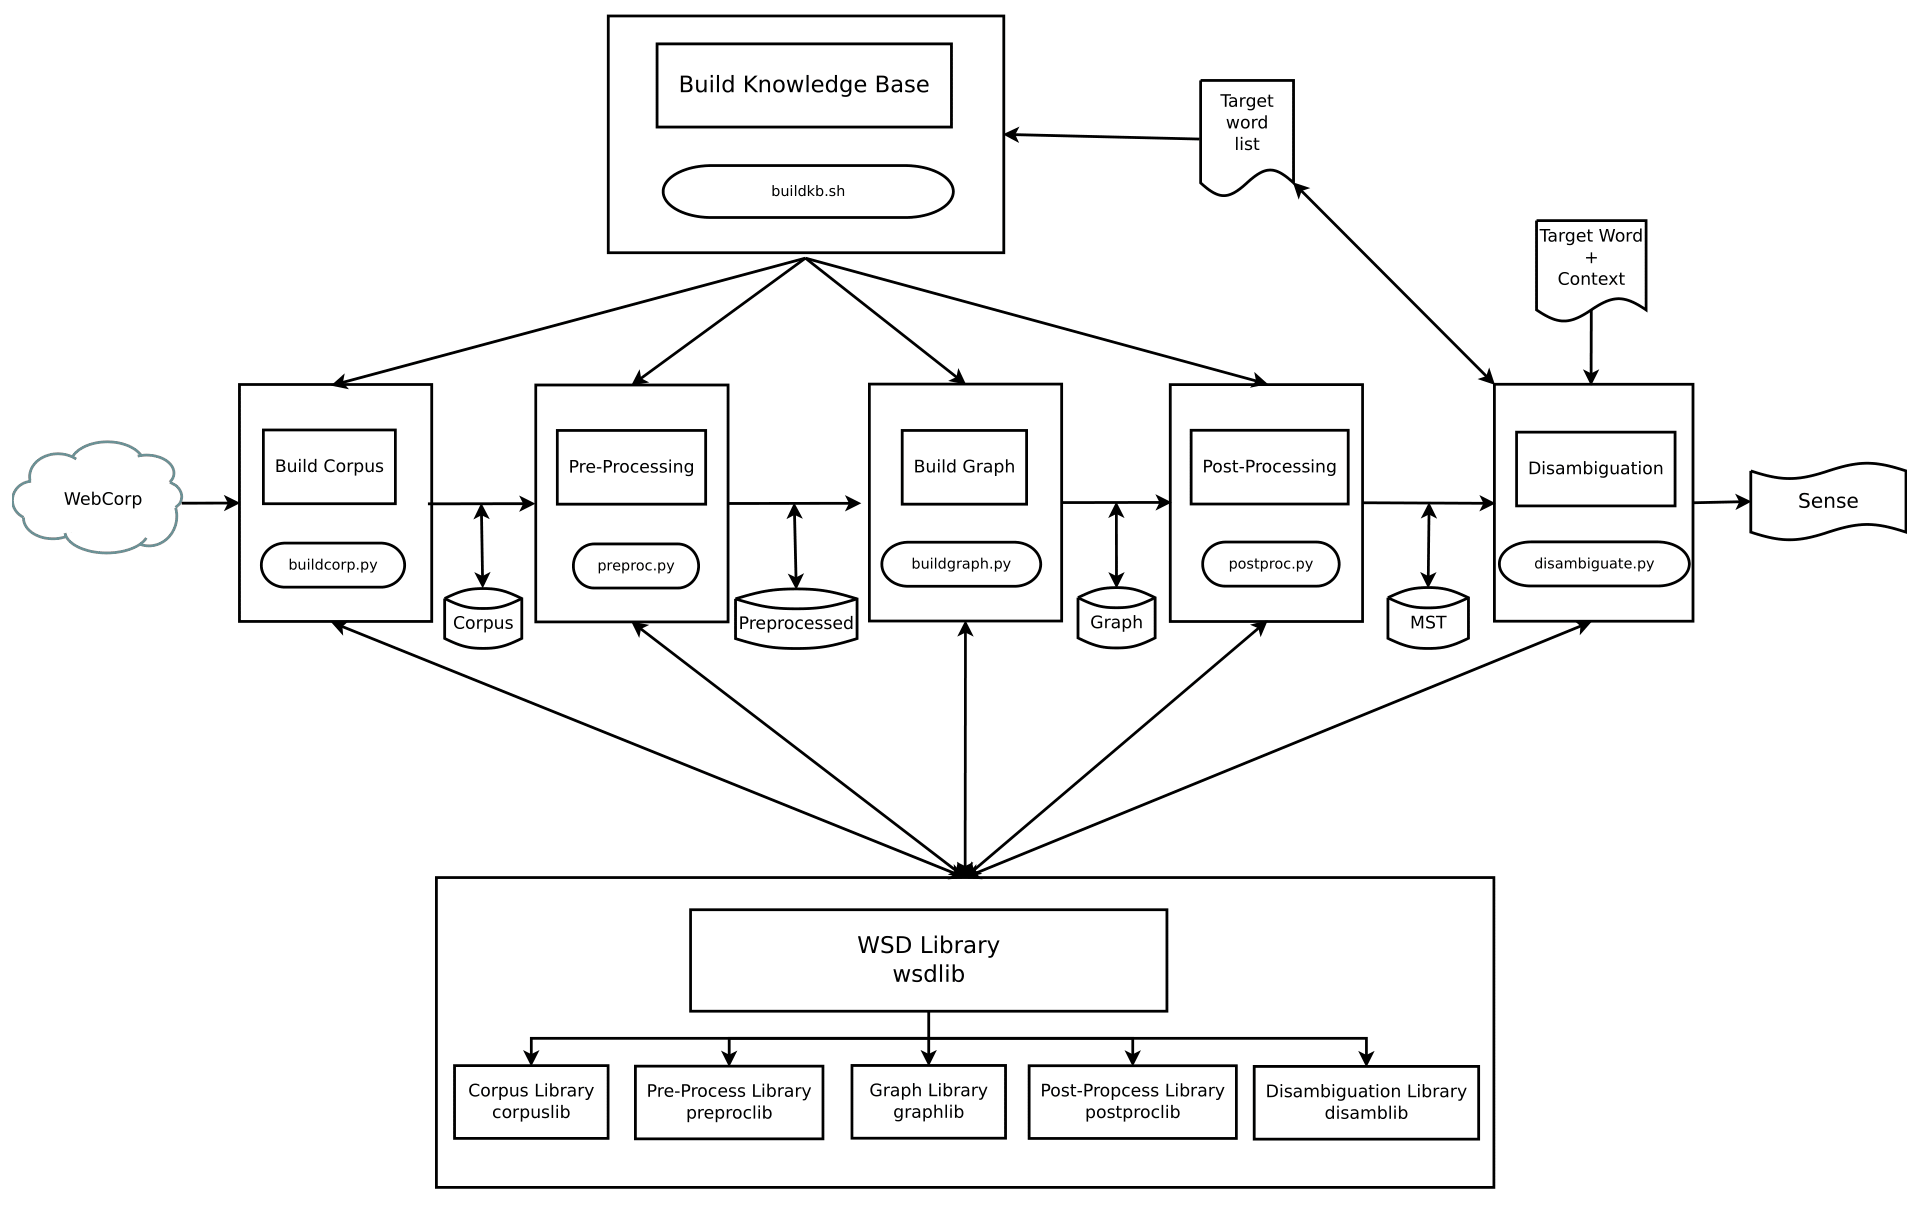 Build Knowledge Base
buildkb.sh
Target
word
list
Target Word
+
Context
WebCorp
Build Corpus
buildcorp.py
Corpus
Pre-Processing
preproc.py
Preprocessed
Build Graph
buildgraph.py
Graph
Post-Processing
postproc.py
MST
Disambiguation
disambiguate.py
Sense
WSD Library
wsdlib
Corpus Library
corpuslib
Pre-Process Library
preproclib
Graph Library
graphlib
Post-Propcess Library
postproclib
Disambiguation Library
disamblib